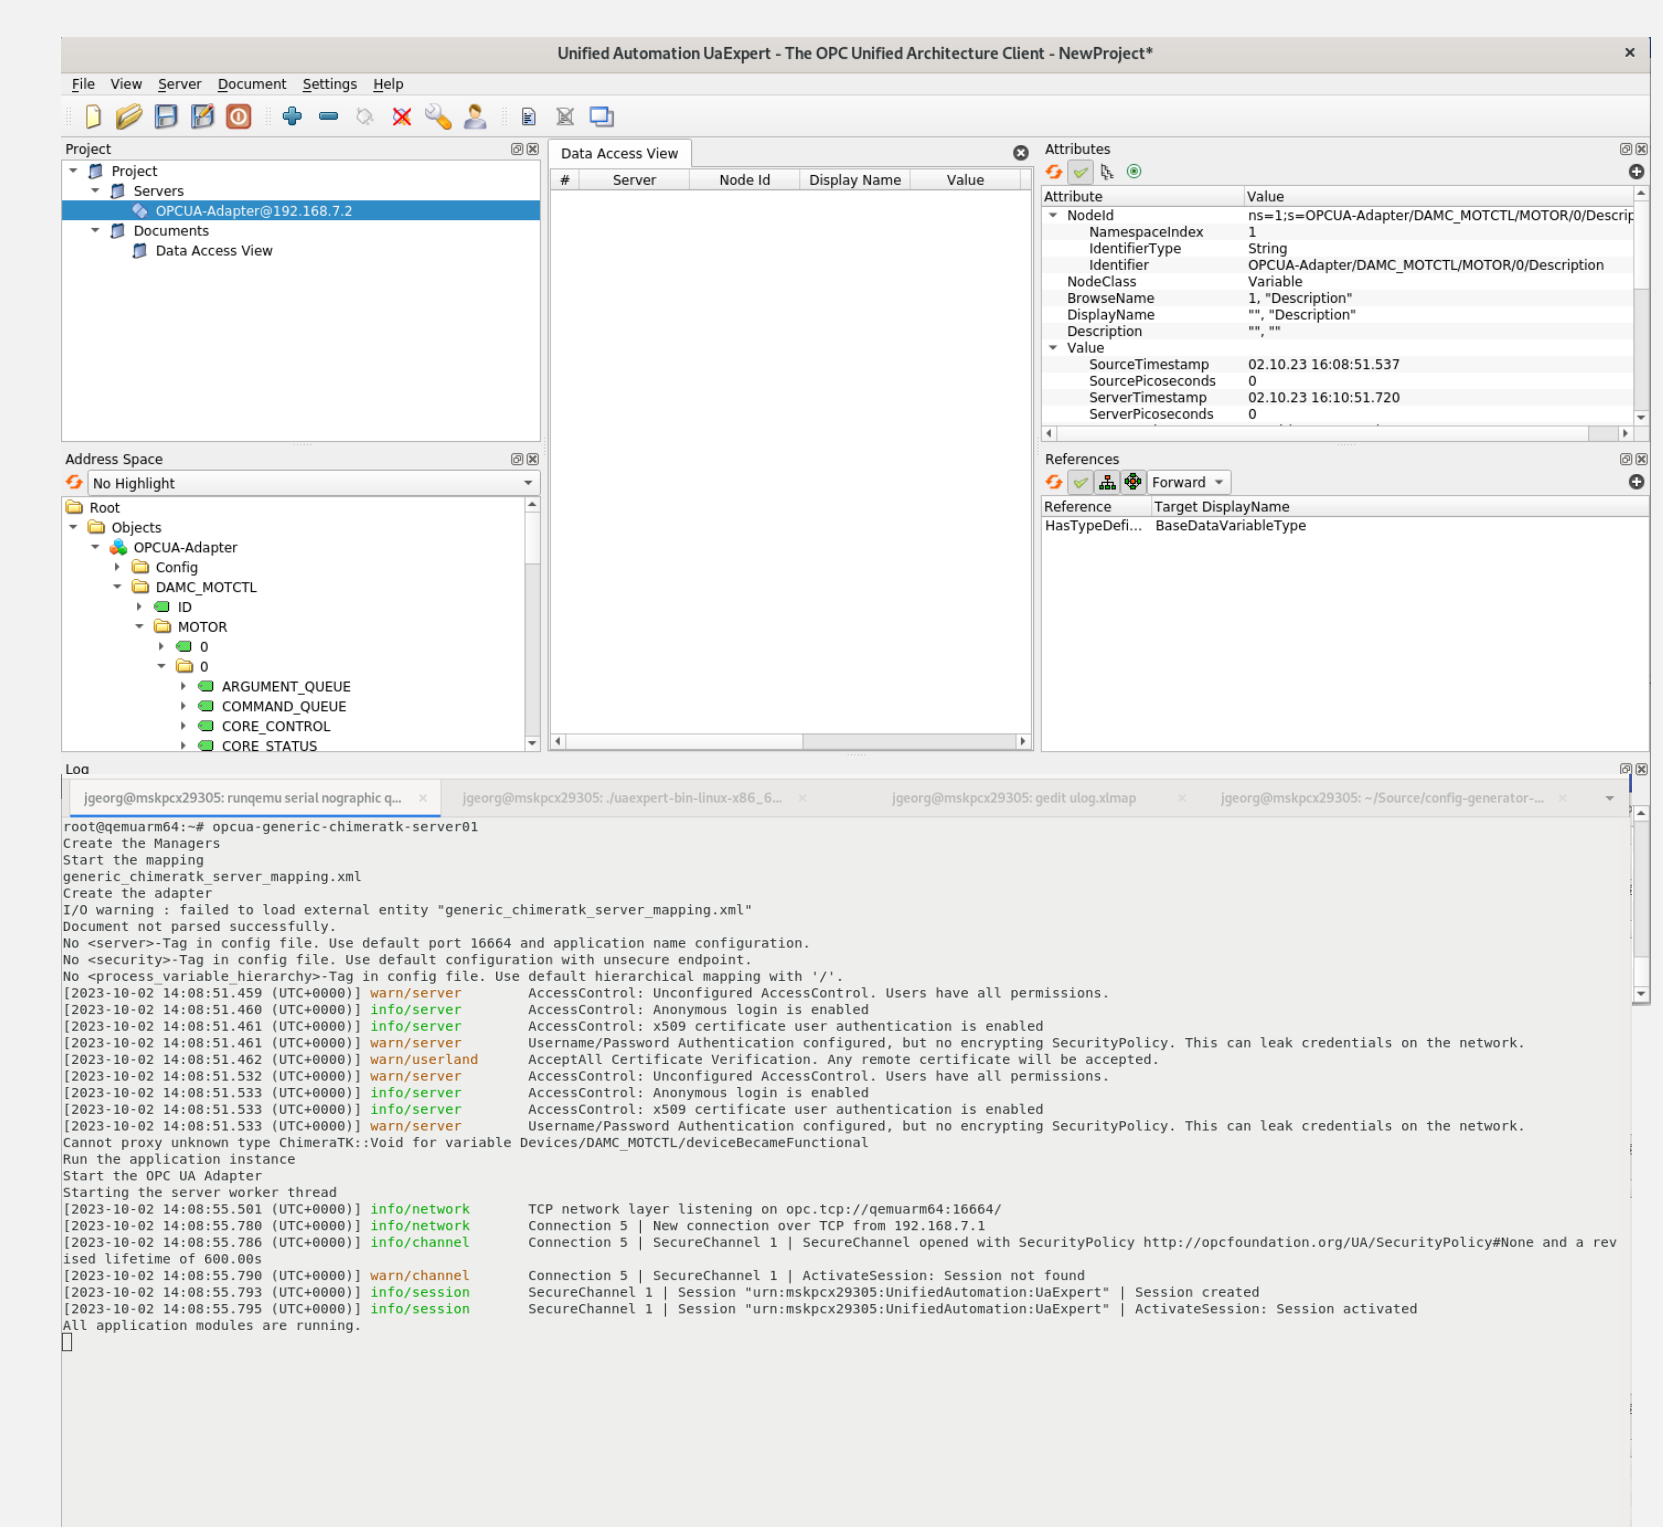 Unified Automation UaExpert - The OPC Unified Architecture Client - NewProject*
File View Server Document Settings Help
Project
Project
Servers
OPCUA-Adapter@192.168.7.2
Documents
Data Access View
Data Access View
# Server Node Id Display Name Value
Attributes
Attribute Value
NodeId ns=1;s=OPCUA-Adapter/DAMC_MOTCTL/MOTOR/0/Descrip
NamespaceIndex 1
IdentifierType String
Identifier OPCUA-Adapter/DAMC_MOTCTL/MOTOR/0/Description
NodeClass Variable
BrowseName 1, "Description"
DisplayName "", "Description"
Description "", ""
Value
SourceTimestamp 02.10.23 16:08:51.537
SourcePicoseconds 0
ServerTimestamp 02.10.23 16:10:51.720
ServerPicoseconds 0
Address Space
No Highlight
Root
Objects
OPCUA-Adapter
Config
DAMC_MOTCTL
ID
MOTOR
0
0
ARGUMENT_QUEUE
COMMAND_QUEUE
CORE_CONTROL
CORE_STATUS
References
Forward
Reference Target DisplayName
HasTypeDefi... BaseDataVariableType
Log
jgeorg@mskpcx29305: runqemu serial nographic q... jgeorg@mskpcx29305: ./uaexpert-bin-linux-x86_6... jgeorg@mskpcx29305: gedit ulog.xlmap jgeorg@mskpcx29305: ~/Source/config-generator-...
root@qemuarm64:~# opcua-generic-chimeratk-server01
Create the Managers
Start the mapping
generic_chimeratk_server_mapping.xml
Create the adapter
I/O warning : failed to load external entity "generic_chimeratk_server_mapping.xml"
Document not parsed successfully.
No <server>-Tag in config file. Use default port 16664 and application name configuration.
No <security>-Tag in config file. Use default configuration with unsecure endpoint.
No <process_variable_hierarchy>-Tag in config file. Use default hierarchical mapping with '/'.
[2023-10-02 14:08:51.459 (UTC+0000)] warn/server AccessControl: Unconfigured AccessControl. Users have all permissions.
[2023-10-02 14:08:51.460 (UTC+0000)] info/server AccessControl: Anonymous login is enabled
[2023-10-02 14:08:51.461 (UTC+0000)] info/server AccessControl: x509 certificate user authentication is enabled
[2023-10-02 14:08:51.461 (UTC+0000)] warn/server Username/Password Authentication configured, but no encrypting SecurityPolicy. This can leak credentials on the network.
[2023-10-02 14:08:51.462 (UTC+0000)] warn/userland AcceptAll Certificate Verification. Any remote certificate will be accepted.
[2023-10-02 14:08:51.532 (UTC+0000)] warn/server AccessControl: Unconfigured AccessControl. Users have all permissions.
[2023-10-02 14:08:51.533 (UTC+0000)] info/server AccessControl: Anonymous login is enabled
[2023-10-02 14:08:51.533 (UTC+0000)] info/server AccessControl: x509 certificate user authentication is enabled
[2023-10-02 14:08:51.533 (UTC+0000)] warn/server Username/Password Authentication configured, but no encrypting SecurityPolicy. This can leak credentials on the network.
Cannot proxy unknown type ChimeraTK::Void for variable Devices/DAMC_MOTCTL/deviceBecameFunctional
Run the application instance
Start the OPC UA Adapter
Starting the server worker thread
[2023-10-02 14:08:55.501 (UTC+0000)] info/network TCP network layer listening on opc.tcp://qemuarm64:16664/
[2023-10-02 14:08:55.780 (UTC+0000)] info/network Connection 5 | New connection over TCP from 192.168.7.1
[2023-10-02 14:08:55.786 (UTC+0000)] info/channel Connection 5 | SecureChannel 1 | SecureChannel opened with SecurityPolicy http://opcfoundation.org/UA/SecurityPolicy#None and a rev
ised lifetime of 600.00s
[2023-10-02 14:08:55.790 (UTC+0000)] warn/channel Connection 5 | SecureChannel 1 | ActivateSession: Session not found
[2023-10-02 14:08:55.793 (UTC+0000)] info/session SecureChannel 1 | Session "urn:mskpcx29305:UnifiedAutomation:UaExpert" | Session created
[2023-10-02 14:08:55.795 (UTC+0000)] info/session SecureChannel 1 | Session "urn:mskpcx29305:UnifiedAutomation:UaExpert" | ActivateSession: Session activated
All application modules are running.